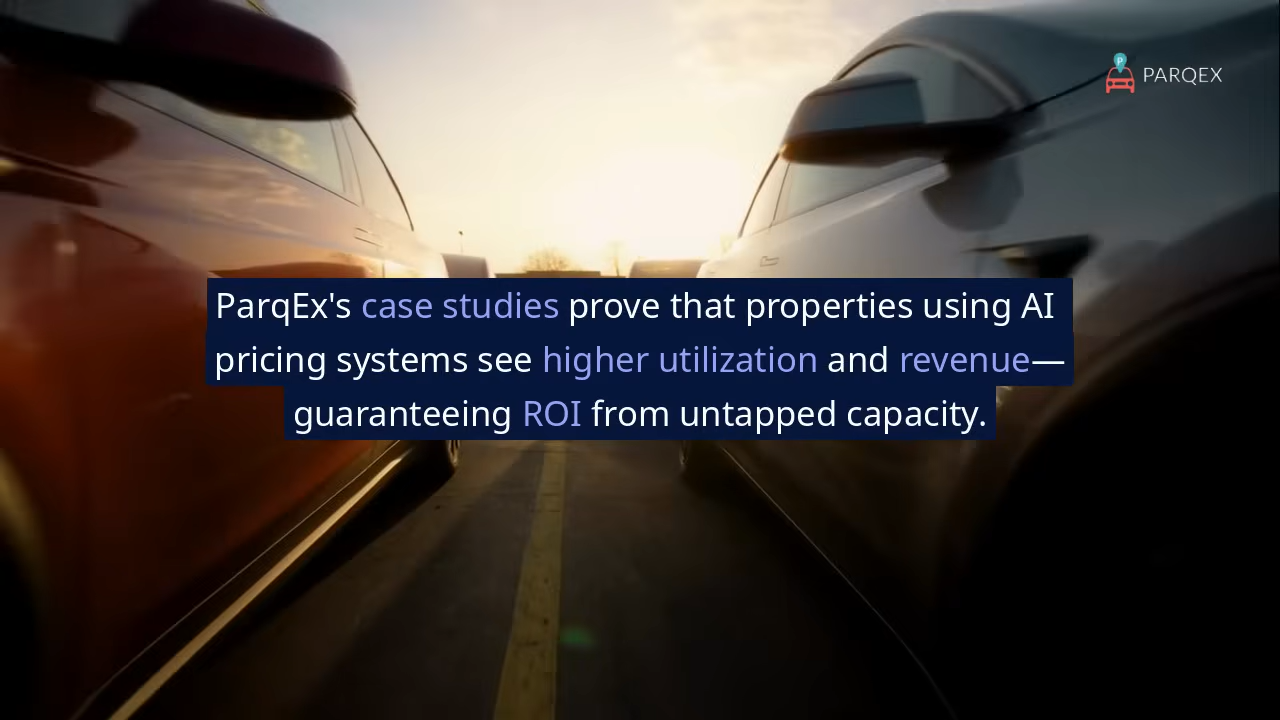 PARQEX
ParqEx's case studies prove that properties using AI
pricing systems see higher utilization and revenue—
guaranteeing ROI from untapped capacity.